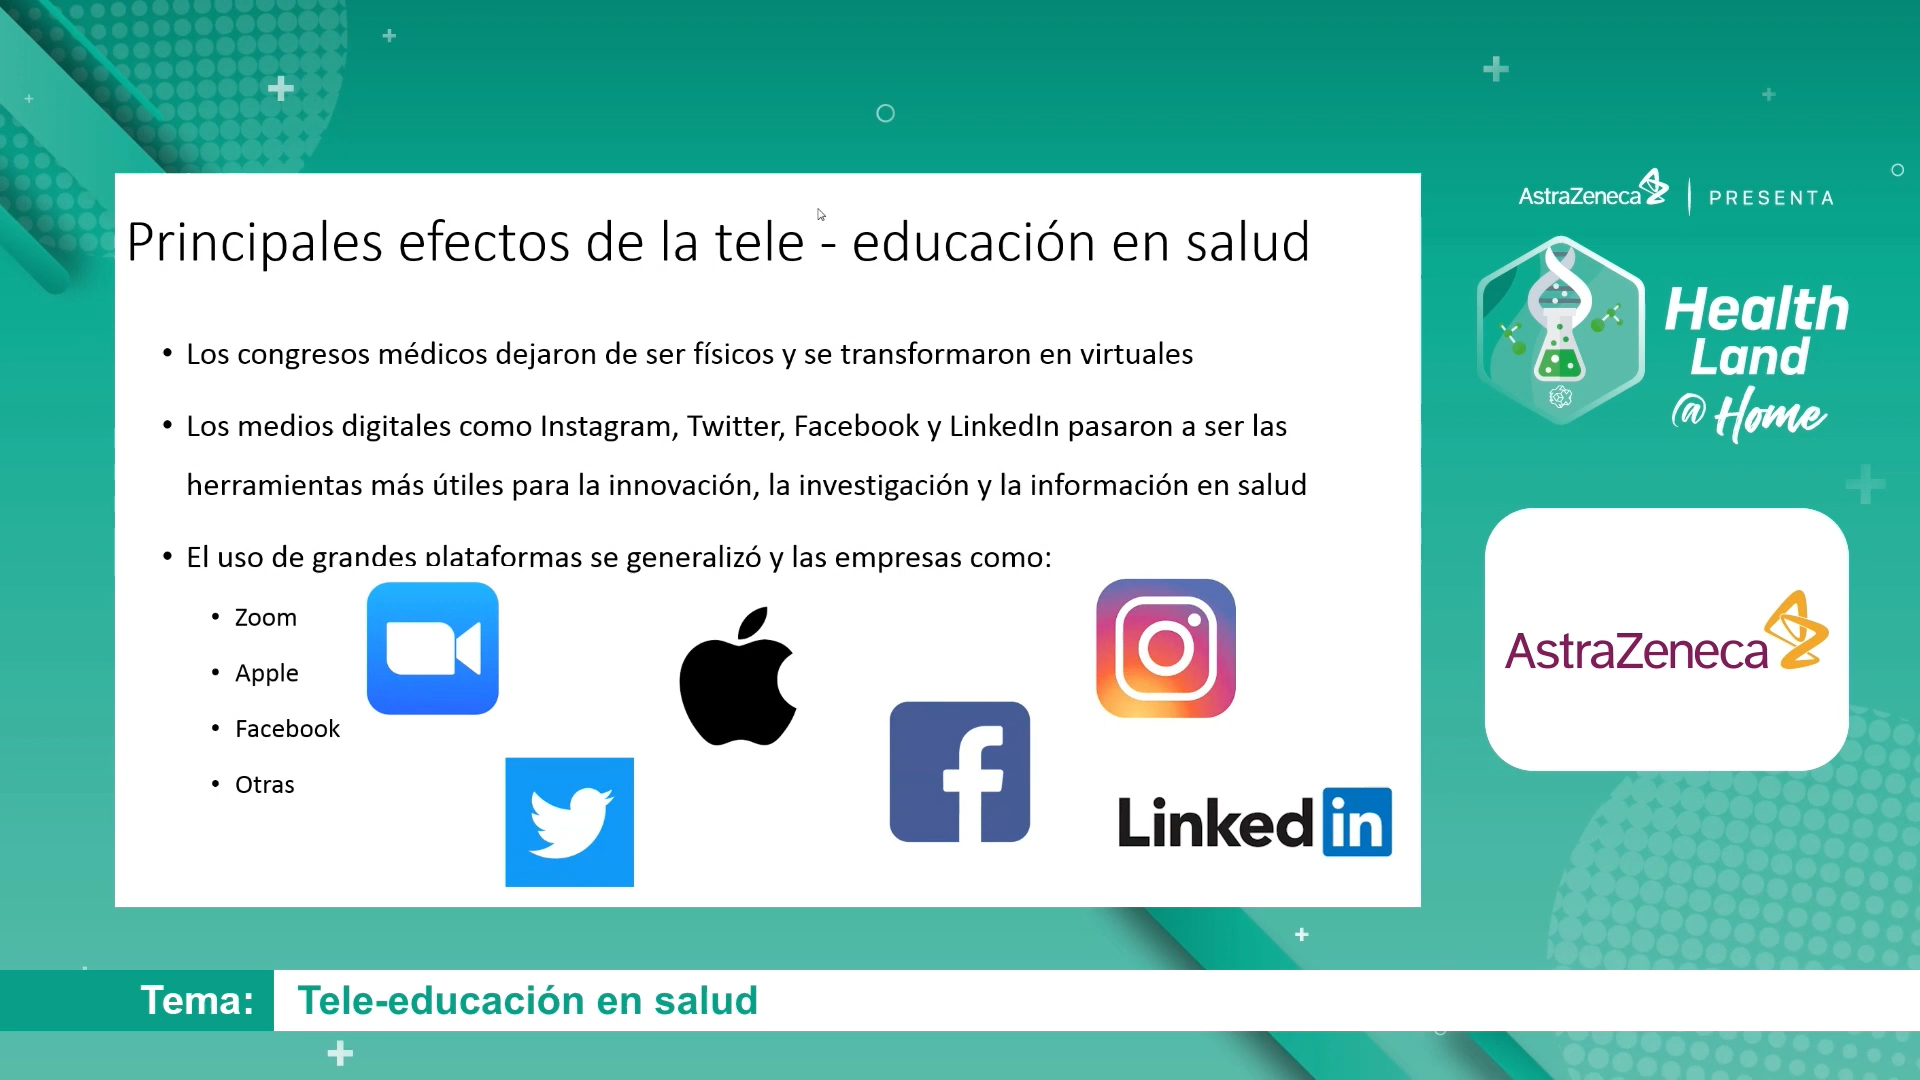 AstraZeneca | PRESENTA
Health
Land
@ Home
Principales efectos de la tele - educación en salud
• Los congresos médicos dejaron de ser físicos y se transformaron en virtuales
• Los medios digitales como Instagram, Twitter, Facebook y LinkedIn pasaron a ser las
herramientas más útiles para la innovación, la investigación y la información en salud
• El uso de grandes plataformas se generalizó y las empresas como:
• Zoom
• Apple
• Facebook
• Otras
LinkedIn
AstraZeneca
Tema: Tele-educación en salud